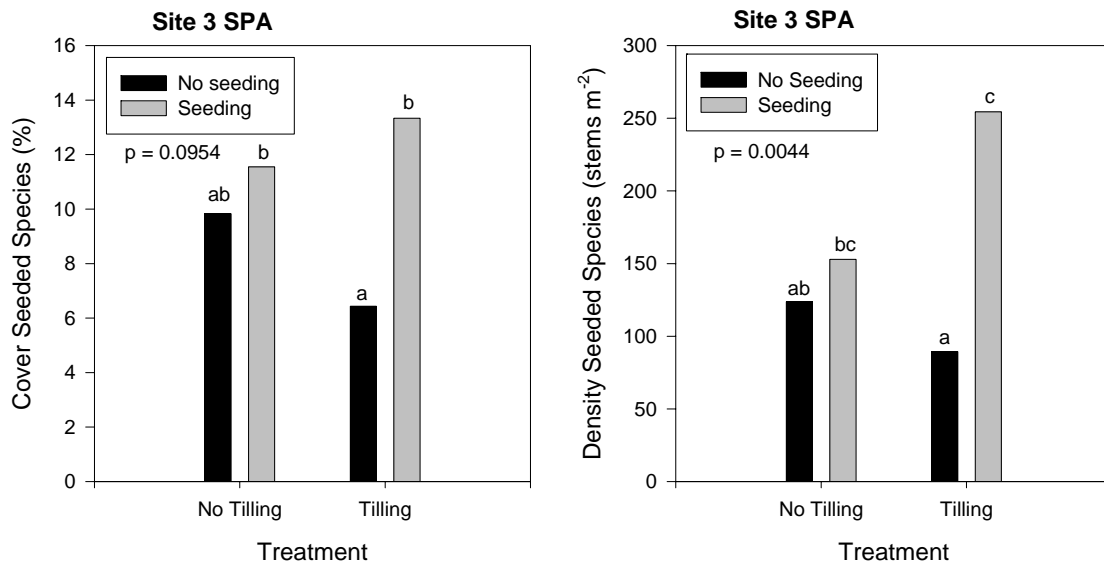 Site 3 SPA
16
14
12
10
8
6
4
2
0
Cover Seeded Species (%)
No seeding
Seeding
p = 0.0954
ab
b
a
b
No Tilling
Tilling
Treatment
Site 3 SPA
300
250
200
150
100
50
0
Density Seeded Species (stems m⁻²)
No Seeding
Seeding
p = 0.0044
ab
bc
a
c
No Tilling
Tilling
Treatment